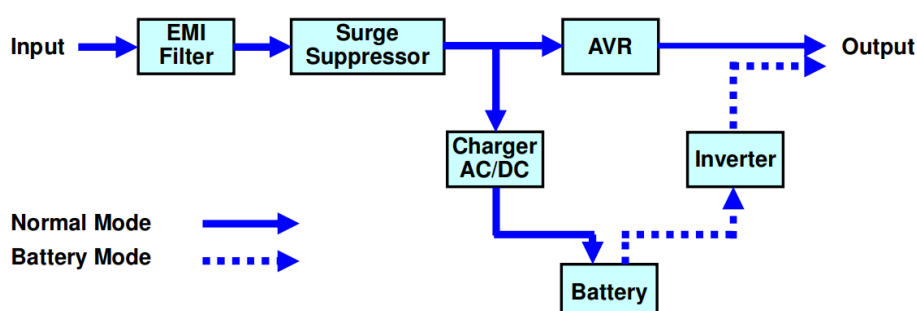 Input
EMI
Filter
Surge
Suppressor
AVR
Output
Charger
AC/DC
Inverter
Normal Mode
Battery Mode
Battery